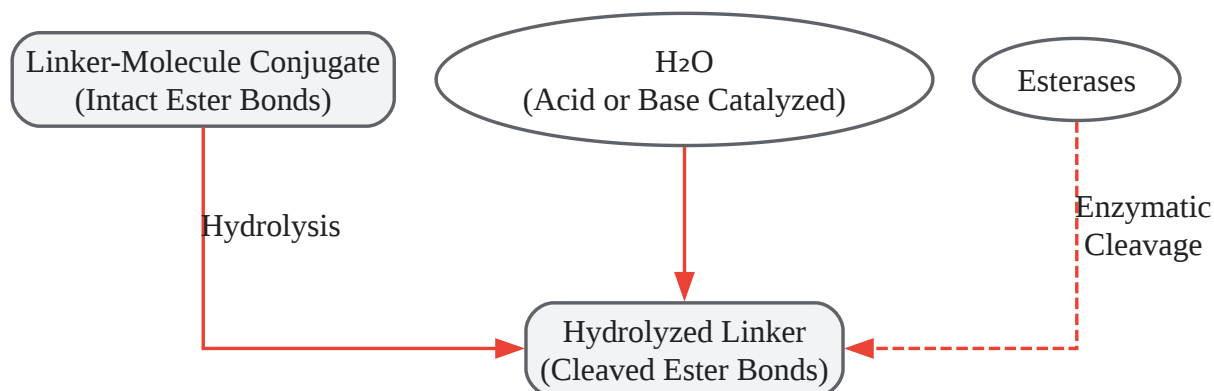 Linker-Molecule Conjugate
(Intact Ester Bonds)
H₂O
(Acid or Base Catalyzed)
Esterases
Hydrolysis
Enzymatic
Cleavage
Hydrolyzed Linker
(Cleaved Ester Bonds)